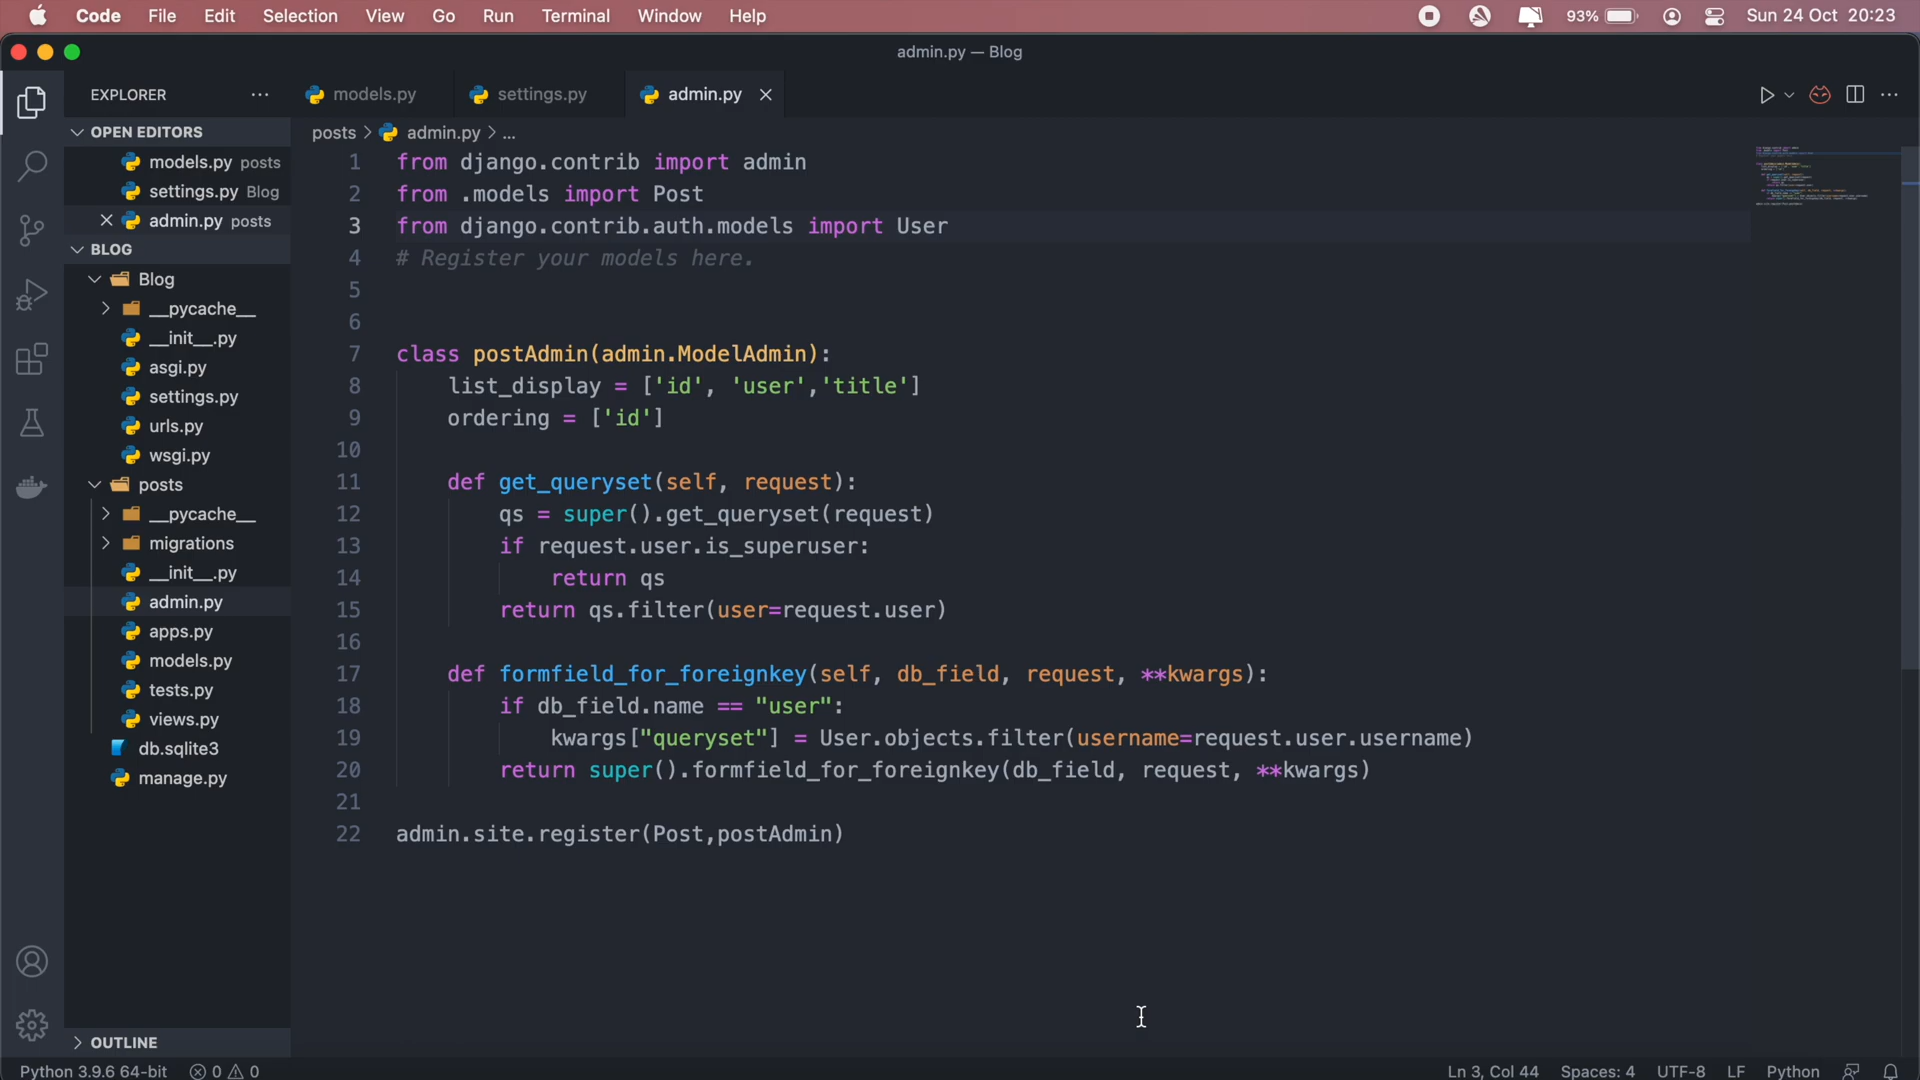 Code File Edit Selection View Go Run Terminal Window Help 93% Sun 24 Oct 20:23
admin.py — Blog
EXPLORER ··· models.py settings.py admin.py
OPEN EDITORS
models.py posts
settings.py Blog
admin.py posts
BLOG
Blog
__pycache__
__init__.py
asgi.py
settings.py
urls.py
wsgi.py
posts
__pycache__
migrations
__init__.py
admin.py
apps.py
models.py
tests.py
views.py
db.sqlite3
manage.py
OUTLINE
posts > admin.py > ...
1 from django.contrib import admin
2 from .models import Post
3 from django.contrib.auth.models import User
4 # Register your models here.
5
6
7 class postAdmin(admin.ModelAdmin):
8 list_display = ['id', 'user','title']
9 ordering = ['id']
10
11 def get_queryset(self, request):
12 qs = super().get_queryset(request)
13 if request.user.is_superuser:
14 return qs
15 return qs.filter(user=request.user)
16
17 def formfield_for_foreignkey(self, db_field, request, **kwargs):
18 if db_field.name == "user":
19 kwargs["queryset"] = User.objects.filter(username=request.user.username)
20 return super().formfield_for_foreignkey(db_field, request, **kwargs)
21
22 admin.site.register(Post,postAdmin)
Python 3.9.6 64-bit 0 0 Ln 3, Col 44 Spaces: 4 UTF-8 LF Python